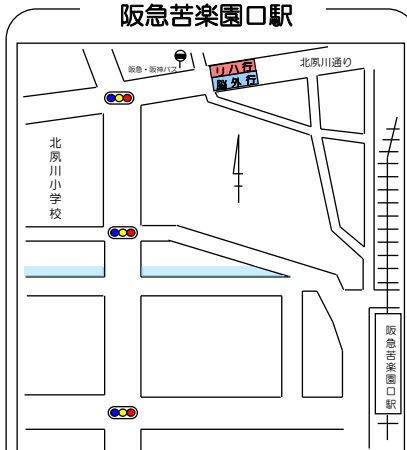 阪急苦楽園口駅
阪急・阪神バス
リハ行
脳外行
北夙川通り
北夙川小学校
阪急苦楽園口駅